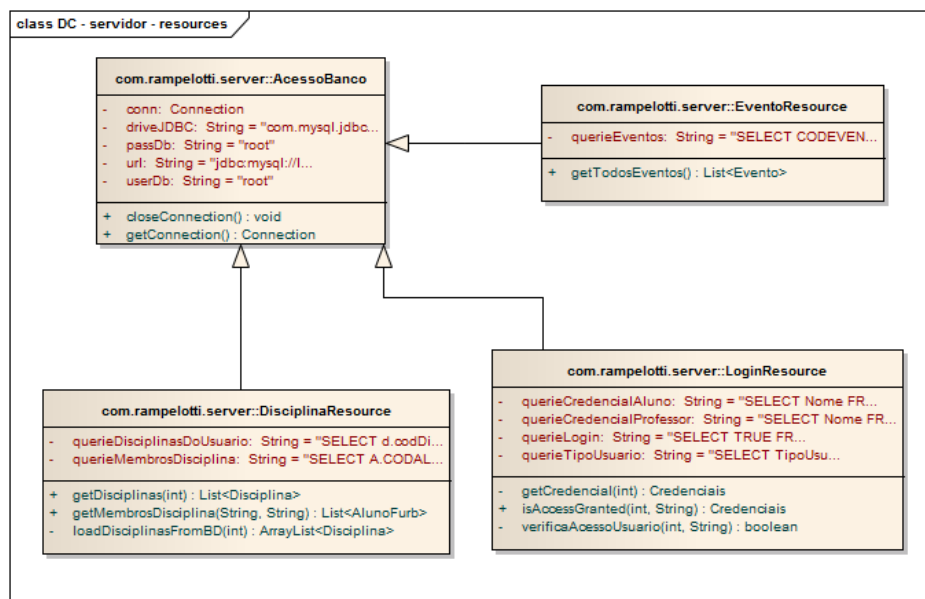 class DC - servidor - resources
com.rampelotti.server::AcessoBanco
- conn: Connection
- driveJDBC: String = "com.mysql.jdbc...
- passDb: String = "root"
- url: String = "jdbc:mysql://l...
- userDb: String = "root"
+ closeConnection() : void
+ getConnection() : Connection
com.rampelotti.server::EventoResource
- querieEventos: String = "SELECT CODEVEN...
+ getTodosEventos() : List<Evento>
com.rampelotti.server::DisciplinaResource
- querieDisciplinasDoUsuario: String = "SELECT d.codDi...
- querieMembrosDisciplina: String = "SELECT A.CODAL...
+ getDisciplinas(int) : List<Disciplina>
+ getMembrosDisciplina(String, String) : List<AlunoFurb>
- loadDisciplinasFromBD(int) : ArrayList<Disciplina>
com.rampelotti.server::LoginResource
- querieCredencialAluno: String = "SELECT Nome FR...
- querieCredencialProfessor: String = "SELECT Nome FR...
- querieLogin: String = "SELECT TRUE FR...
- querieTipoUsuario: String = "SELECT TipoUsu...
- getCredencial(int) : Credenciais
+ isAccessGranted(int, String) : Credenciais
- verificaAcessoUsuario(int, String) : boolean